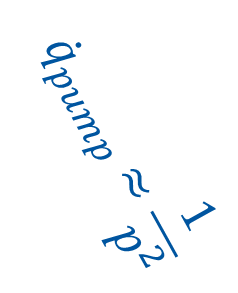 q̇pump ≈ 1/p²